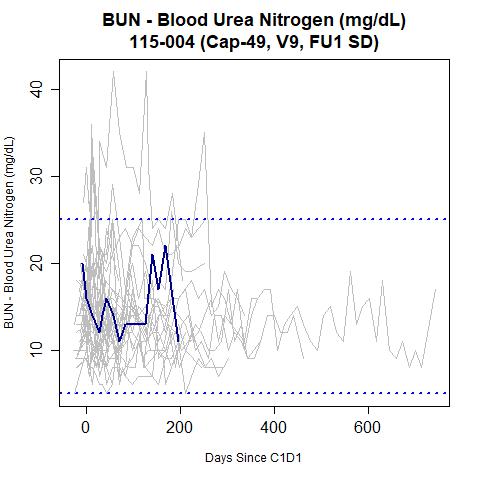 BUN - Blood Urea Nitrogen (mg/dL)
115-004 (Cap-49, V9, FU1 SD)
BUN - Blood Urea Nitrogen (mg/dL)
40
30
20
10
0
200
400
600
Days Since C1D1